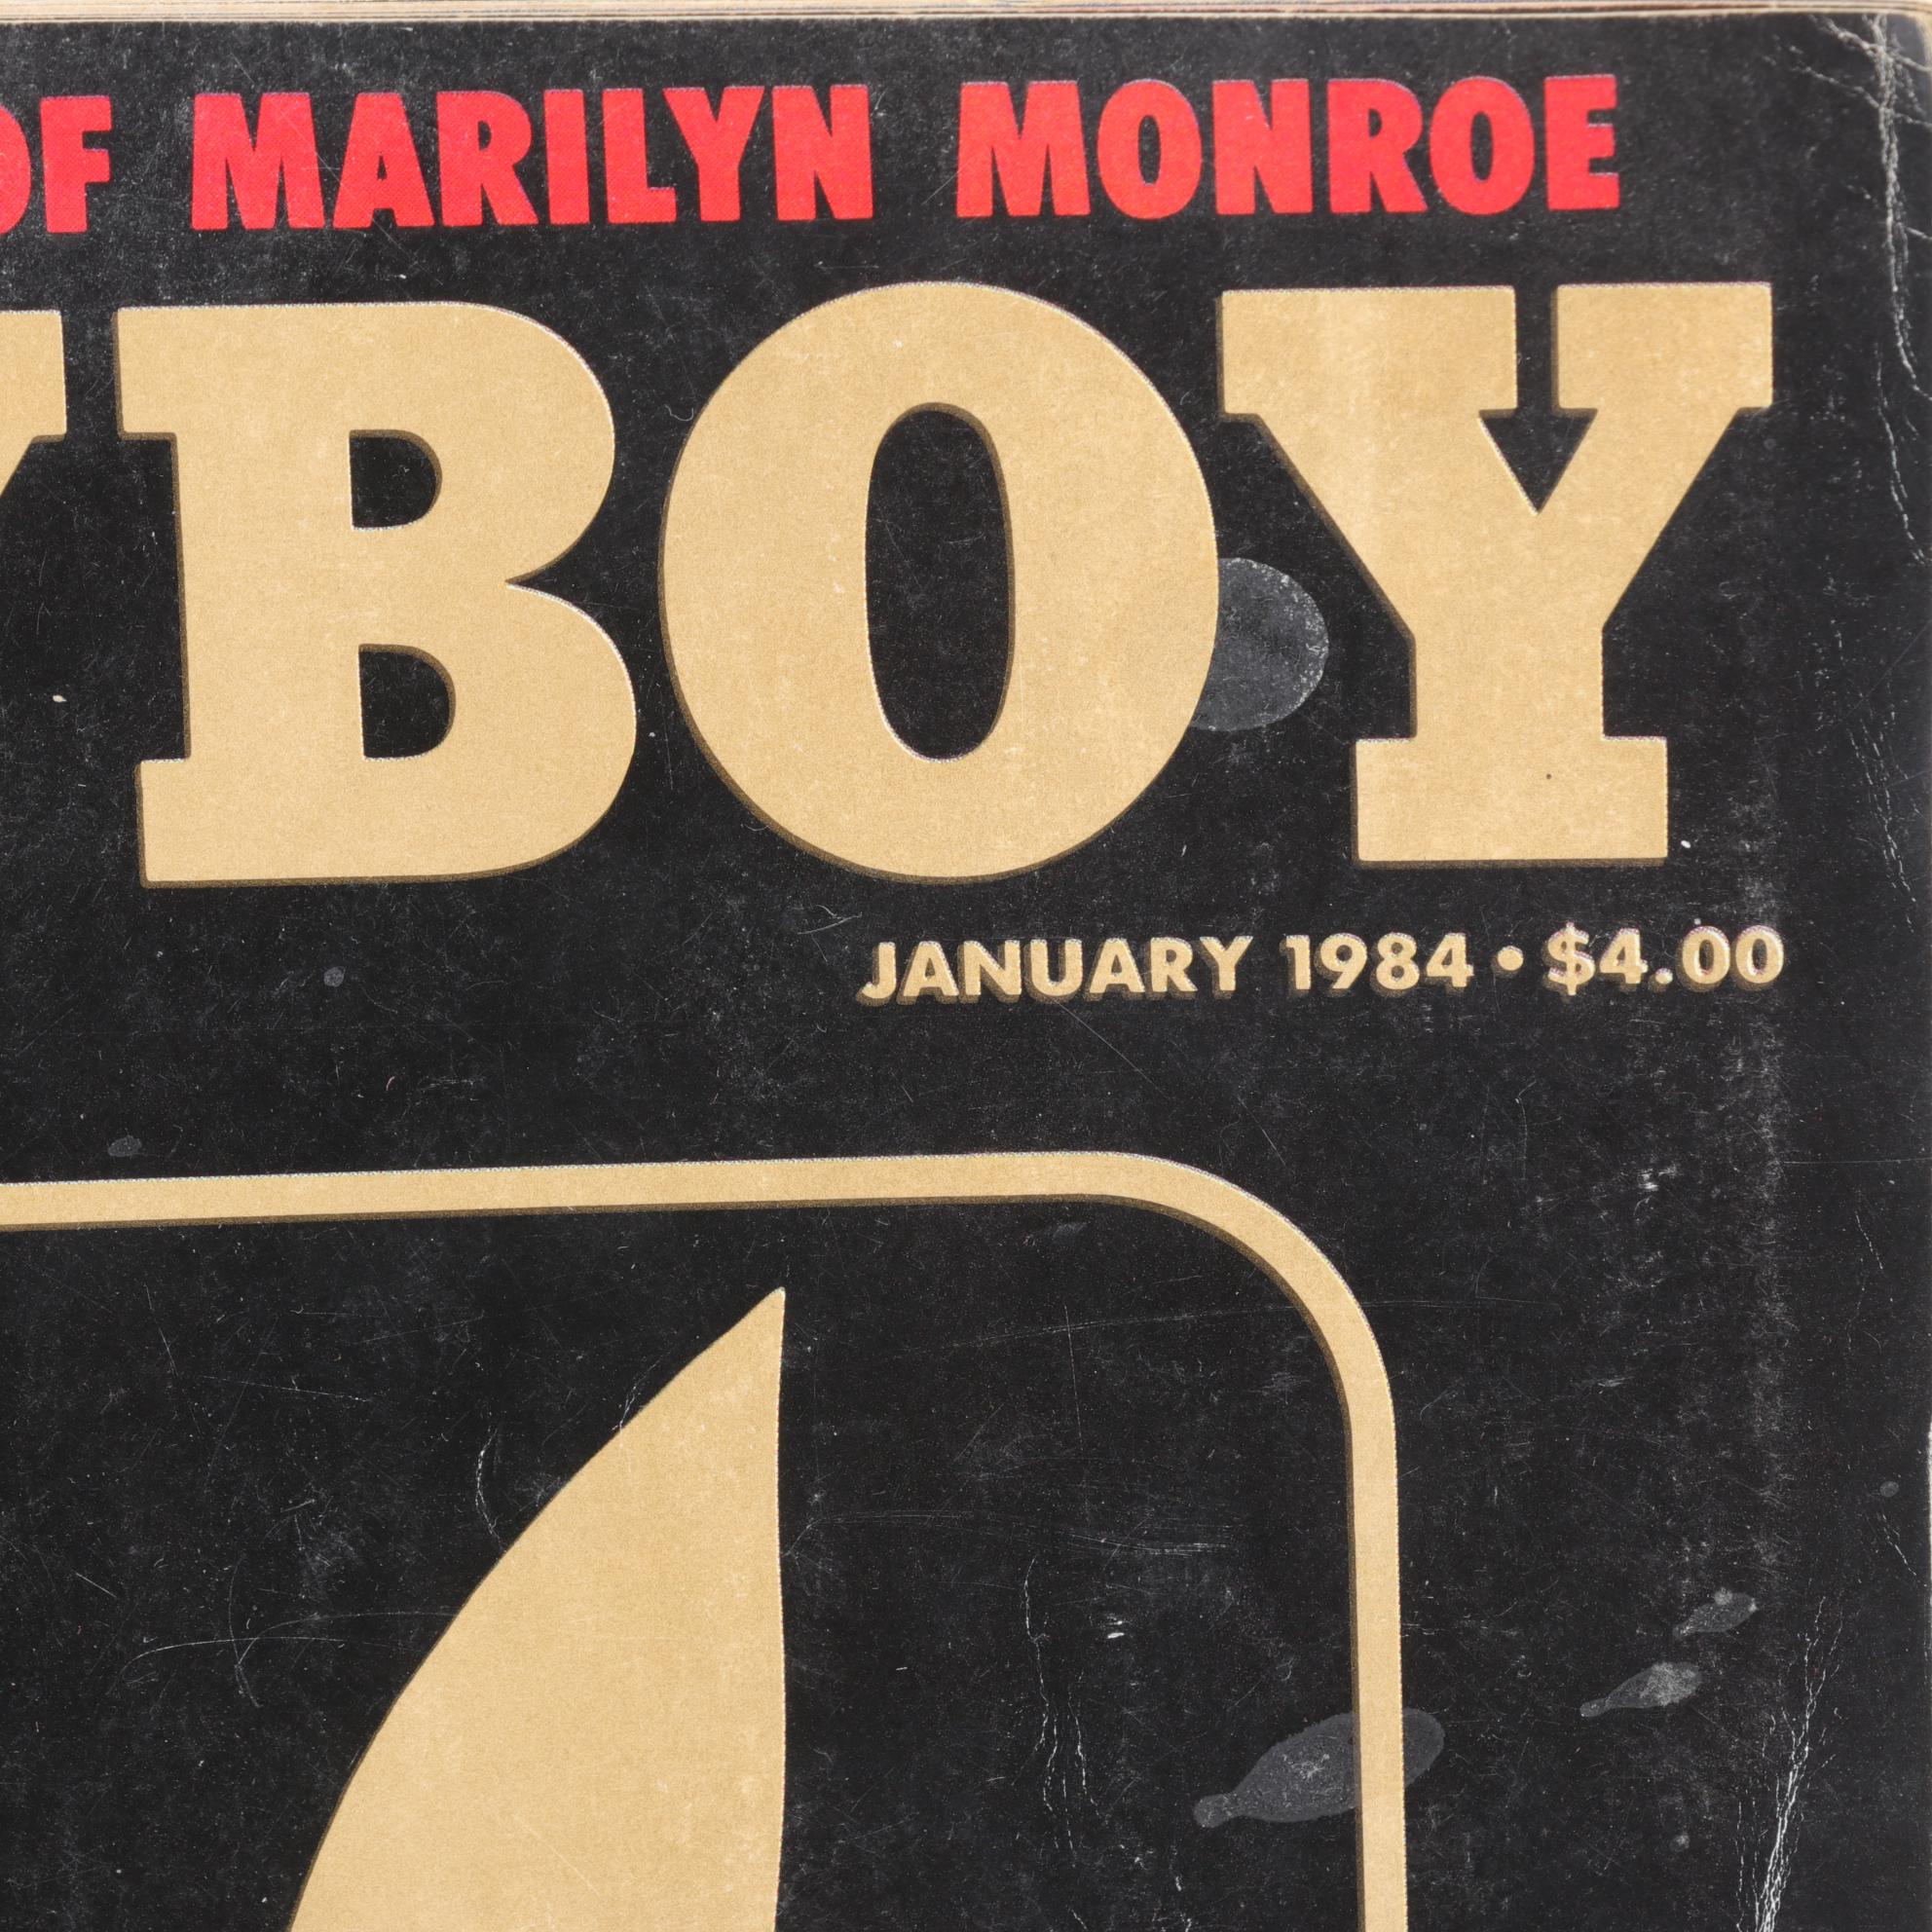 OF MARILYN MONROE
YBOY
JANUARY 1984 • $4.00